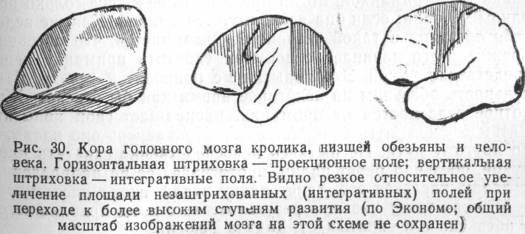 Рис. 30. Кора головного мозга кролика, низшей обезьяны и чело-
века. Горизонтальная штриховка — проекционное поле; вертикальная
штриховка — интегративные поля. Видно резкое относительное уве-
личение площади незаштрихованных (интегративных) полей при
переходе к более высоким ступеням развития (по Экономо; общий
масштаб изображений мозга на этой схеме не сохранен)